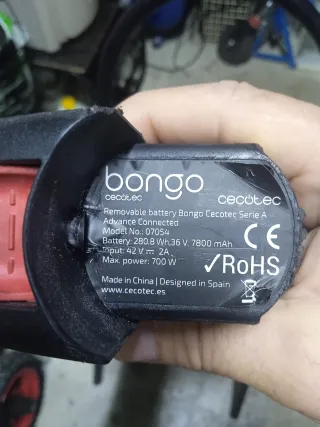 bongo
cecotec cecotec
Removable battery Bongo Cecotec Serie A
Advance Connected
Model No.: 07054
Battery: 280.8 Wh,36 V, 7800 mAh
Input: 42 V ⎓ 2A
Max. power: 700 W
CE
✓RoHS
Made in China | Designed in Spain
www.cecotec.es